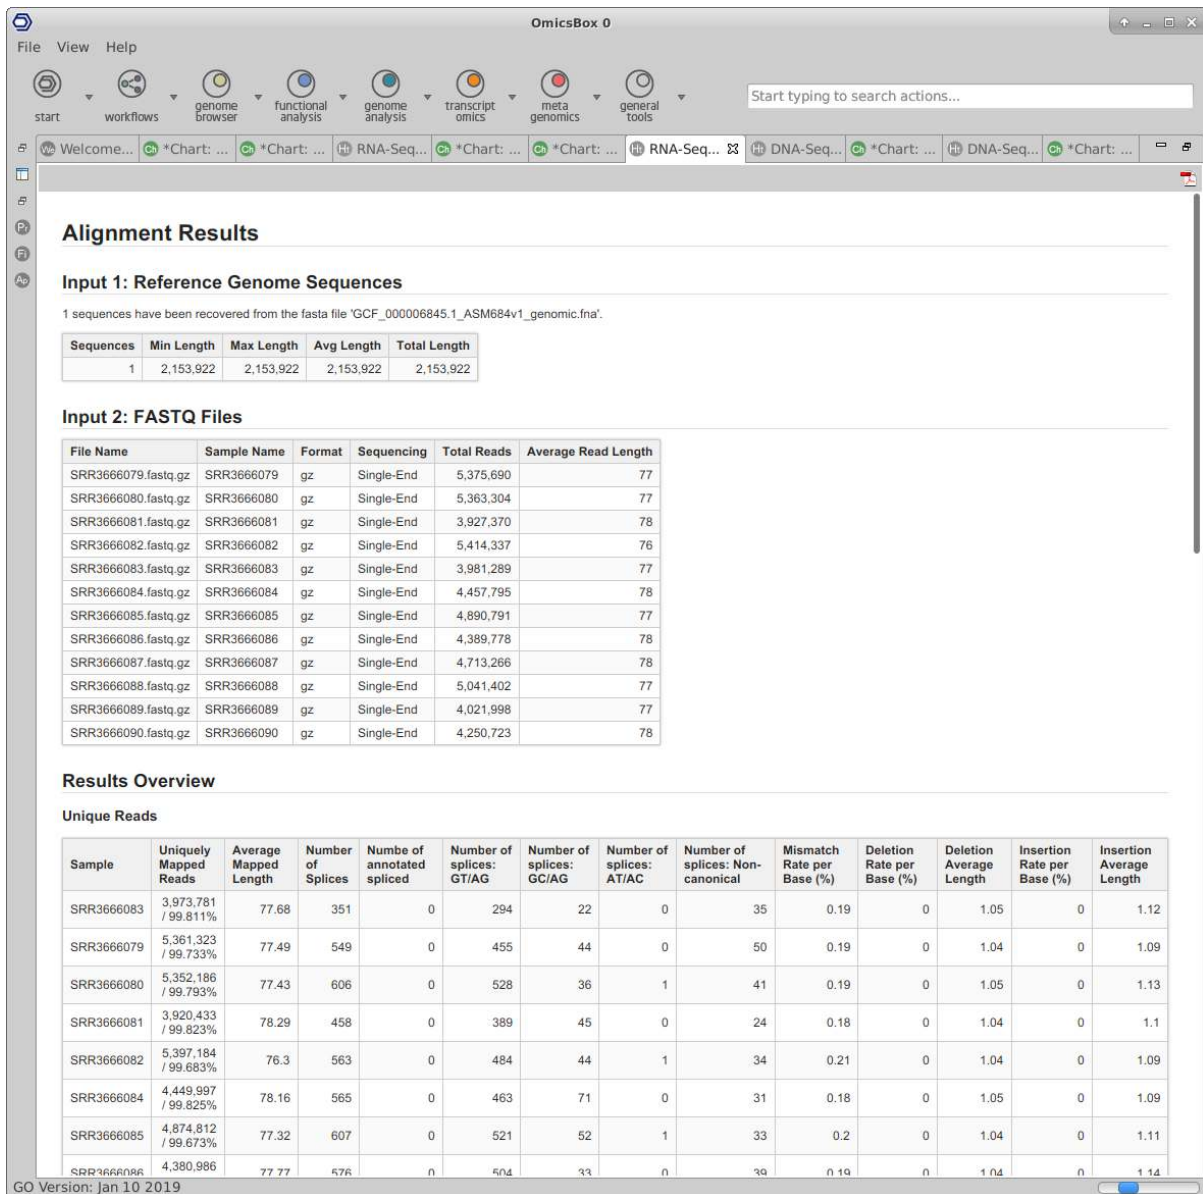 OmicsBox 0
File View Help
start workflows genome browser functional analysis genome analysis transcript omics meta genomics general tools Start typing to search actions...
Welcome... *Chart: ... *Chart: ... RNA-Seq... *Chart: ... *Chart: ... RNA-Seq... DNA-Seq... *Chart: ... DNA-Seq... *Chart: ...
Alignment Results
Input 1: Reference Genome Sequences
1 sequences have been recovered from the fasta file 'GCF_000006845.1_ASM684v1_genomic.fna'.
Sequences Min Length Max Length Avg Length Total Length
1 2,153,922 2,153,922 2,153,922 2,153,922
Input 2: FASTQ Files
File Name Sample Name Format Sequencing Total Reads Average Read Length
SRR3666079.fastq.gz SRR3666079 gz Single-End 5,375,690 77
SRR3666080.fastq.gz SRR3666080 gz Single-End 5,363,304 77
SRR3666081.fastq.gz SRR3666081 gz Single-End 3,927,370 78
SRR3666082.fastq.gz SRR3666082 gz Single-End 5,414,337 76
SRR3666083.fastq.gz SRR3666083 gz Single-End 3,981,289 77
SRR3666084.fastq.gz SRR3666084 gz Single-End 4,457,795 78
SRR3666085.fastq.gz SRR3666085 gz Single-End 4,890,791 77
SRR3666086.fastq.gz SRR3666086 gz Single-End 4,389,778 78
SRR3666087.fastq.gz SRR3666087 gz Single-End 4,713,266 78
SRR3666088.fastq.gz SRR3666088 gz Single-End 5,041,402 77
SRR3666089.fastq.gz SRR3666089 gz Single-End 4,021,998 77
SRR3666090.fastq.gz SRR3666090 gz Single-End 4,250,723 78
Results Overview
Unique Reads
Sample Uniquely Mapped Reads Average Mapped Length Number of Splices Numbe of annotated spliced Number of splices: GT/AG Number of splices: GC/AG Number of splices: AT/AC Number of splices: Non-canonical Mismatch Rate per Base (%) Deletion Rate per Base (%) Deletion Average Length Insertion Rate per Base (%) Insertion Average Length
SRR3666083 3,973,781 / 99.811% 77.68 351 0 294 22 0 35 0.19 0 1.05 0 1.12
SRR3666079 5,361,323 / 99.733% 77.49 549 0 455 44 0 50 0.19 0 1.04 0 1.09
SRR3666080 5,352,186 / 99.793% 77.43 606 0 528 36 1 41 0.19 0 1.05 0 1.13
SRR3666081 3,920,433 / 99.823% 78.29 458 0 389 45 0 24 0.18 0 1.04 0 1.1
SRR3666082 5,397,184 / 99.683% 76.3 563 0 484 44 1 34 0.21 0 1.04 0 1.09
SRR3666084 4,449,997 / 99.825% 78.16 565 0 463 71 0 31 0.18 0 1.05 0 1.09
SRR3666085 4,874,812 / 99.673% 77.32 607 0 521 52 1 33 0.2 0 1.04 0 1.11
SRR3666086 4,380,986 77.77 576 0 504 33 0 39 0.19 0 1.04 0 1.14
GO Version: Jan 10 2019